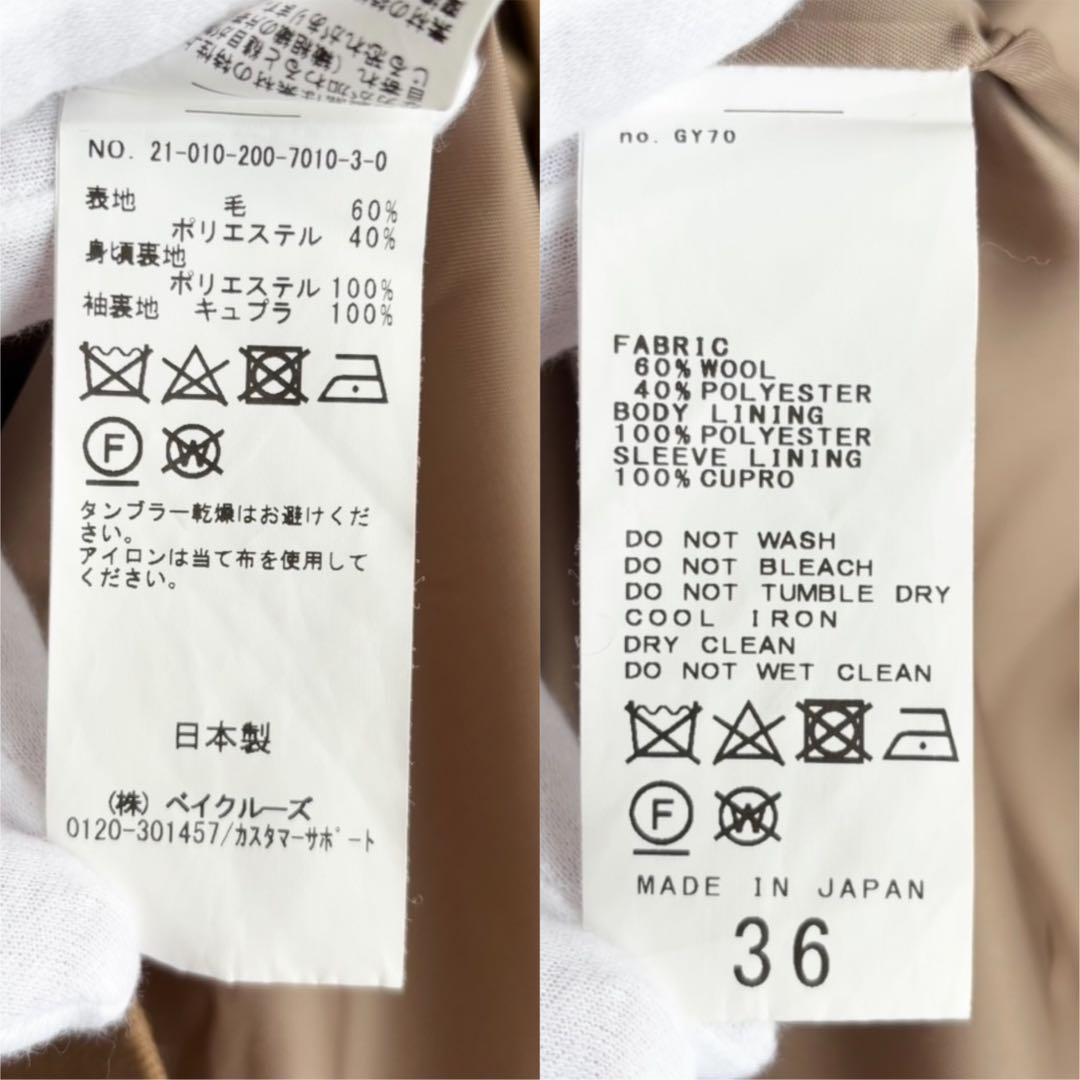 NO. 21-010-200-7010-3-0
表地 毛 60%
ポリエステル 40%
身頃裏地
ポリエステル 100%
袖裏地 キュプラ 100%
F
W
タンブラー乾燥はお避けくだ
さい。
アイロンは当て布を使用して
ください。
日本製
(株) ベイクルーズ
0120-301457/カスタマーサポート
no. GY70
FABRIC
60% WOOL
40% POLYESTER
BODY LINING
100% POLYESTER
SLEEVE LINING
100% CUPRO
DO NOT WASH
DO NOT BLEACH
DO NOT TUMBLE DRY
COOL IRON
DRY CLEAN
DO NOT WET CLEAN
F
W
MADE IN JAPAN
36